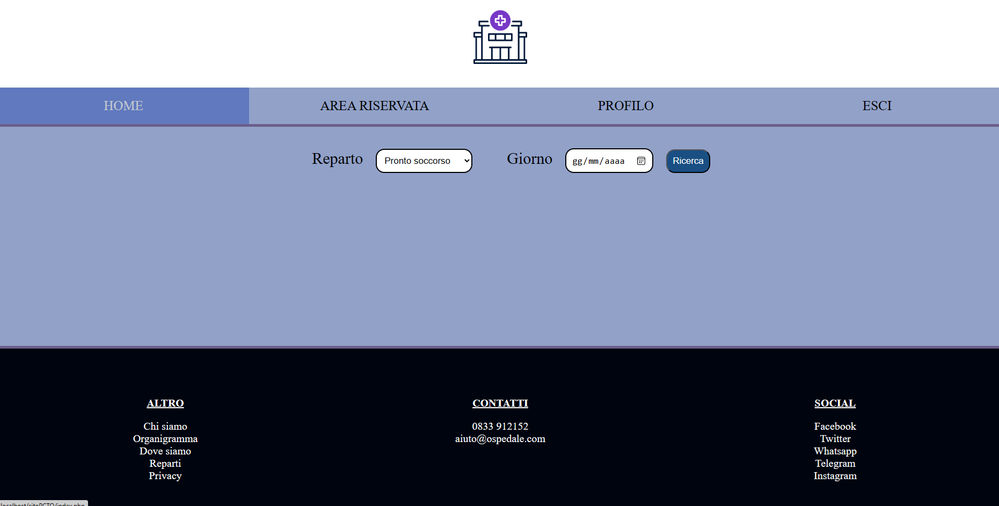 HOME AREA RISERVATA PROFILO ESCI
Reparto Pronto soccorso Giorno gg/mm/aaaa Ricerca
ALTRO
Chi siamo
Organigramma
Dove siamo
Reparti
Privacy
CONTATTI
0833 912152
aiuto@ospedale.com
SOCIAL
Facebook
Twitter
Whatsapp
Telegram
Instagram
localhost/sitoPCTO/index.php